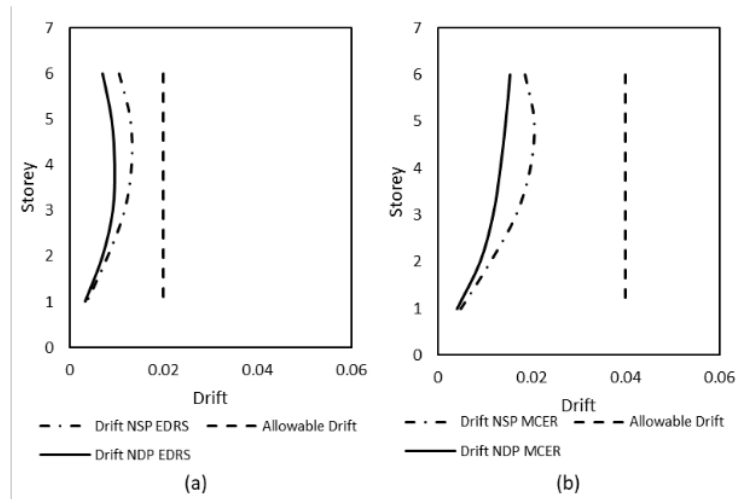 7
6
5
4
3
2
1
0
Storey
0 0.02 0.04 0.06
Drift
Drift NSP EDRS Allowable Drift
Drift NDP EDRS
(a)
7
6
5
4
3
2
1
0
Storey
0 0.02 0.04 0.06
Drift
Drift NSP MCER Allowable Drift
Drift NDP MCER
(b)